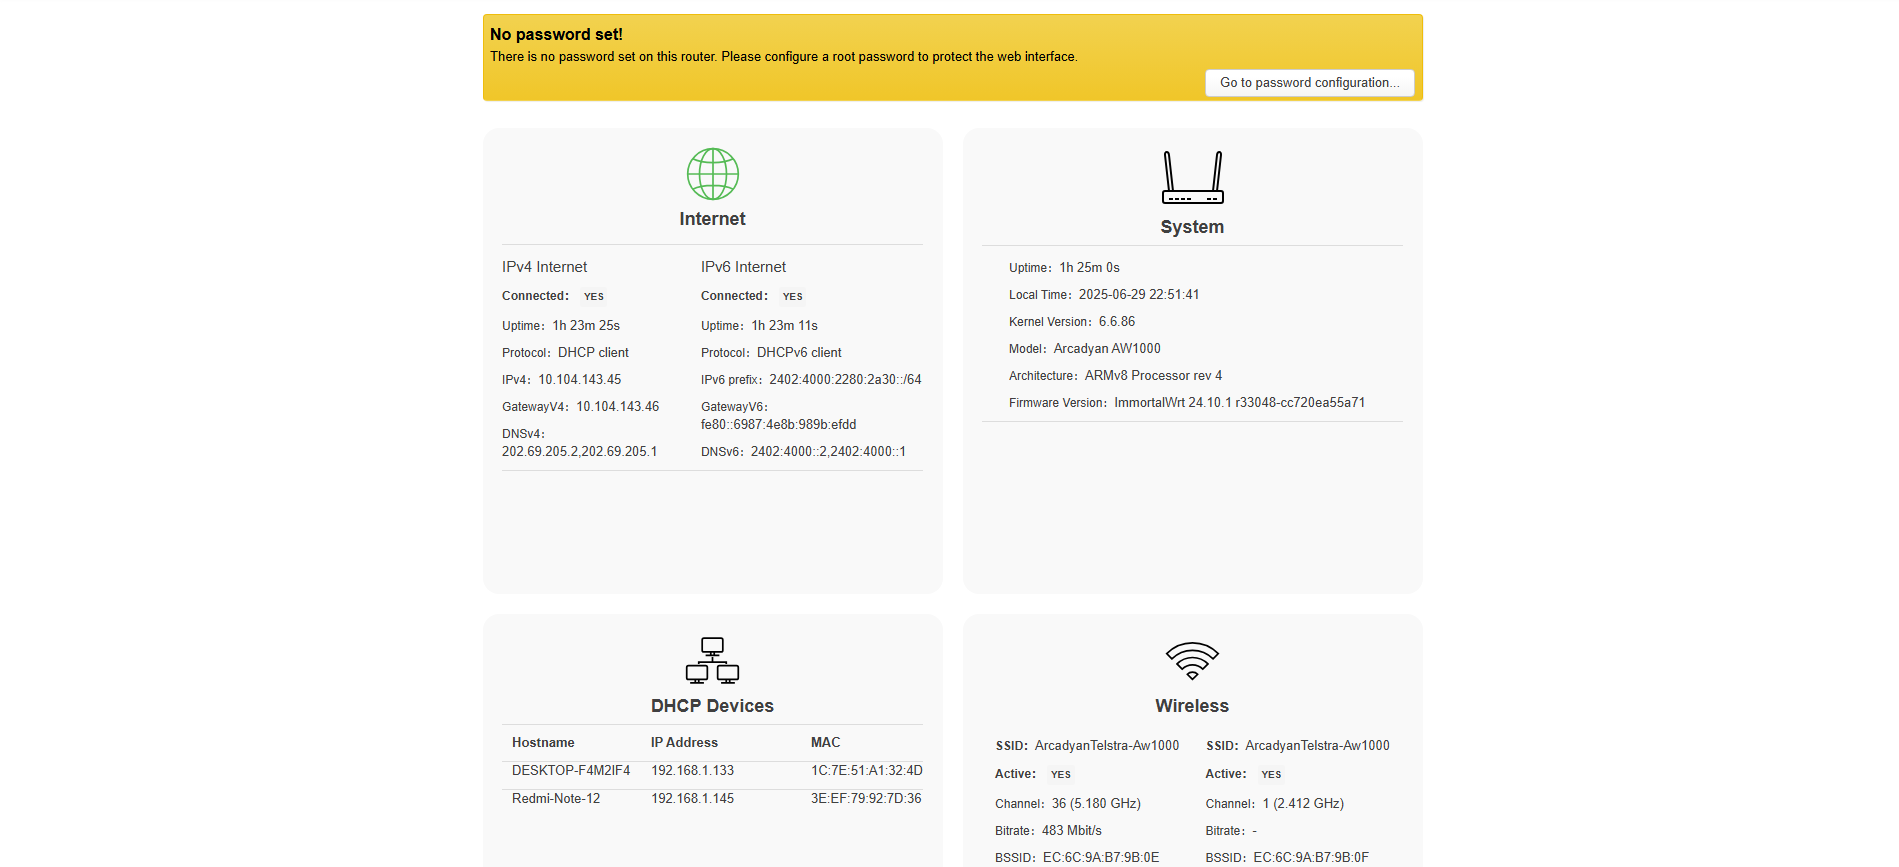 No password set!
There is no password set on this router. Please configure a root password to protect the web interface.
Go to password configuration...
Internet
IPv4 Internet
Connected: YES
Uptime: 1h 23m 25s
Protocol: DHCP client
IPv4: 10.104.143.45
GatewayV4: 10.104.143.46
DNSv4:
202.69.205.2,202.69.205.1
IPv6 Internet
Connected: YES
Uptime: 1h 23m 11s
Protocol: DHCPv6 client
IPv6 prefix: 2402:4000:2280:2a30::/64
GatewayV6:
fe80::6987:4e8b:989b:efdd
DNSv6: 2402:4000::2,2402:4000::1
System
Uptime: 1h 25m 0s
Local Time: 2025-06-29 22:51:41
Kernel Version: 6.6.86
Model: Arcadyan AW1000
Architecture: ARMv8 Processor rev 4
Firmware Version: ImmortalWrt 24.10.1 r33048-cc720ea55a71
DHCP Devices
Hostname IP Address MAC
DESKTOP-F4M2IF4 192.168.1.133 1C:7E:51:A1:32:4D
Redmi-Note-12 192.168.1.145 3E:EF:79:92:7D:36
Wireless
SSID: ArcadyanTelstra-Aw1000
Active: YES
Channel: 36 (5.180 GHz)
Bitrate: 483 Mbit/s
BSSID: EC:6C:9A:B7:9B:0E
SSID: ArcadyanTelstra-Aw1000
Active: YES
Channel: 1 (2.412 GHz)
Bitrate: -
BSSID: EC:6C:9A:B7:9B:0F